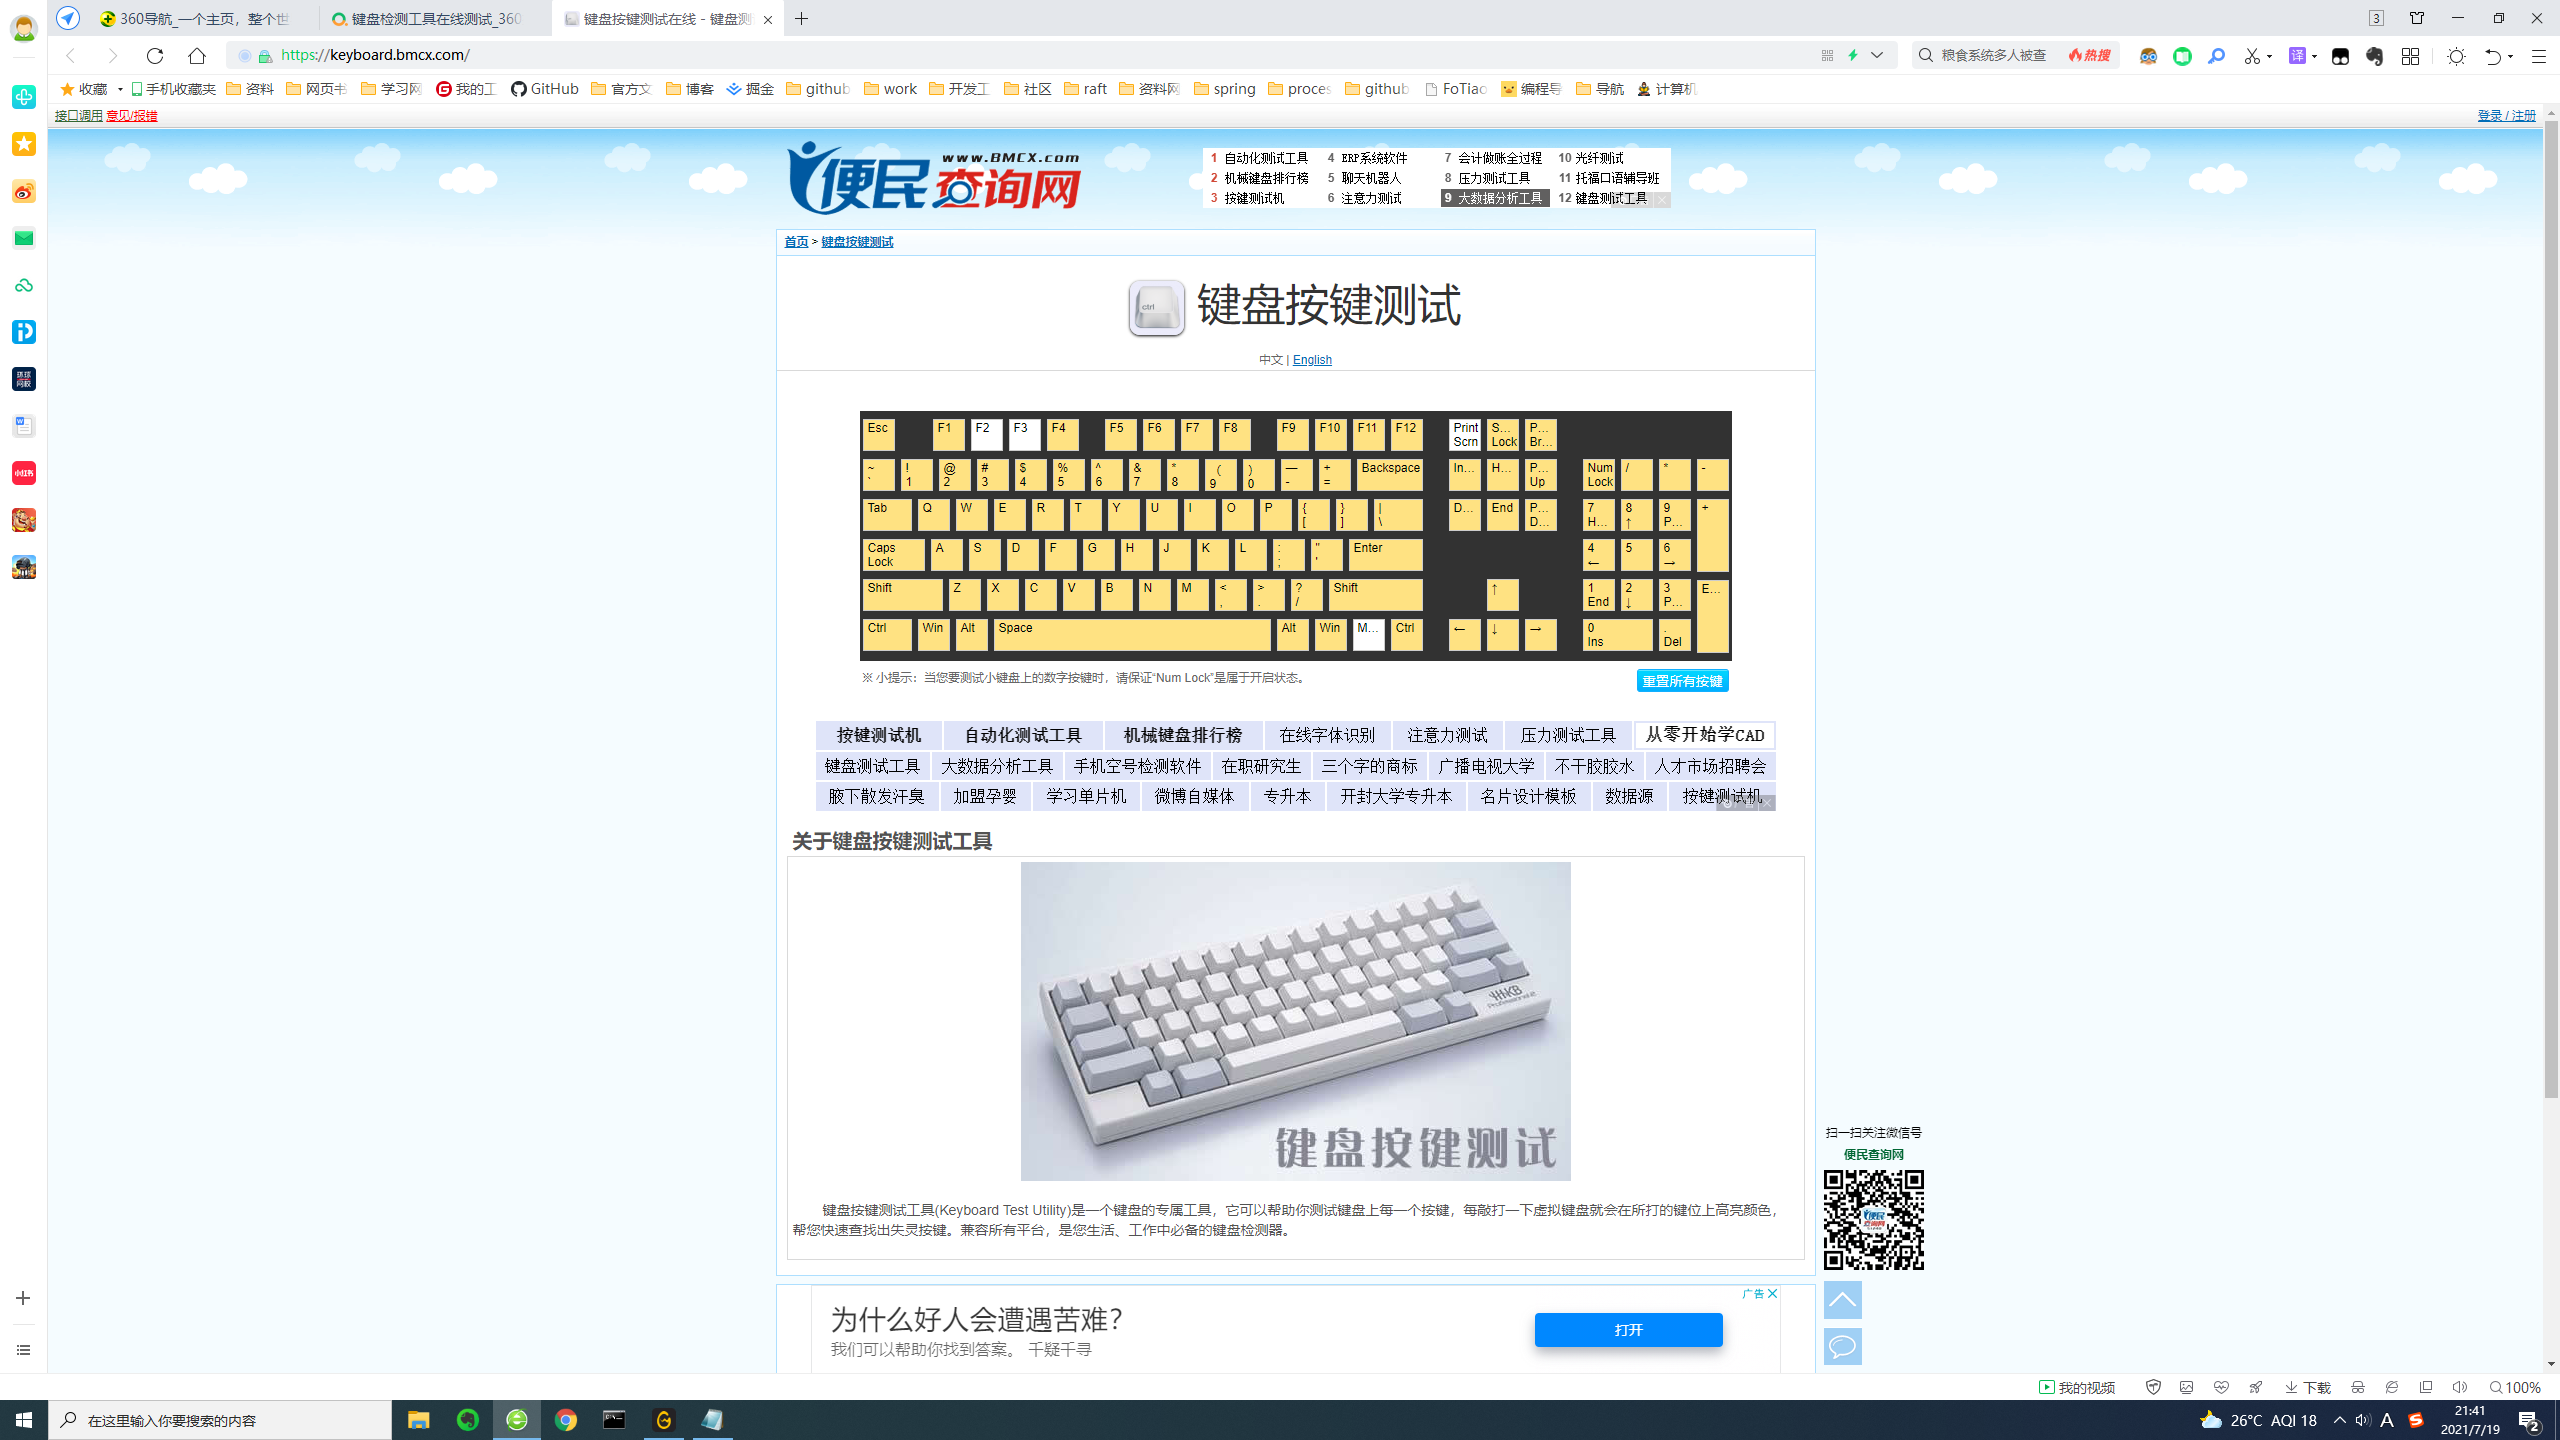 360导航_一个主页，整个世
键盘检测工具在线测试_360
键盘按键测试在线 - 键盘测
3
https://keyboard.bmcx.com/
粮食系统多人被查
热搜
译
收藏
手机收藏夹
资料
网页书
学习网
我的工
GitHub
官方文
博客
掘金
github
work
开发工
社区
raft
资料网
spring
proces
github
FoTiao
编程导
导航
计算机
接口调用 意见/报错
登录 / 注册
便民查询网
www.BMCX.com
1 自动化测试工具 4 ERP系统软件 7 会计做账全过程 10 光纤测试
2 机械键盘排行榜 5 聊天机器人 8 压力测试工具 11 托福口语辅导班
3 按键测试机 6 注意力测试 9 大数据分析工具 12 键盘测试工具
首页 > 键盘按键测试
ctrl
键盘按键测试
中文 | English
Esc F1 F2 F3 F4 F5 F6 F7 F8 F9 F10 F11 F12 Print S... P...
Scrn Lock Br...
~ ! @ # $ % ^ & * ( ) — + Backspace In... H... P... Num / * -
` 1 2 3 4 5 6 7 8 9 0 - = Up Lock
Tab Q W E R T Y U I O P { } | D... End P... 7 8 9 +
[ ] \ D... H... ↑ P...
Caps A S D F G H J K L : " Enter 4 5 6
Lock ; ' ← →
Shift Z X C V B N M < > ? Shift ↑ 1 2 3 E...
, . / End ↓ P...
Ctrl Win Alt Space Alt Win M... Ctrl ← ↓ → 0 .
Ins Del
※ 小提示：当您要测试小键盘上的数字按键时，请保证“Num Lock”是属于开启状态。
重置所有按键
按键测试机 自动化测试工具 机械键盘排行榜 在线字体识别 注意力测试 压力测试工具 从零开始学CAD
键盘测试工具 大数据分析工具 手机空号检测软件 在职研究生 三个字的商标 广播电视大学 不干胶胶水 人才市场招聘会
腋下散发汗臭 加盟孕婴 学习单片机 微博自媒体 专升本 开封大学专升本 名片设计模板 数据源 按键测试机
关于键盘按键测试工具
HHKB
Professional2
键盘按键测试
键盘按键测试工具(Keyboard Test Utility)是一个键盘的专属工具，它可以帮助你测试键盘上每一个按键，每敲打一下虚拟键盘就会在所打的键位上高亮颜色，
帮您快速查找出失灵按键。兼容所有平台，是您生活、工作中必备的键盘检测器。
扫一扫关注微信号
便民查询网
广告
为什么好人会遭遇苦难？
我们可以帮助你找到答案。 千疑千寻
打开
我的视频
下载
100%
在这里输入你要搜索的内容
26°C AQI 18
A
21:41
2021/7/19
2